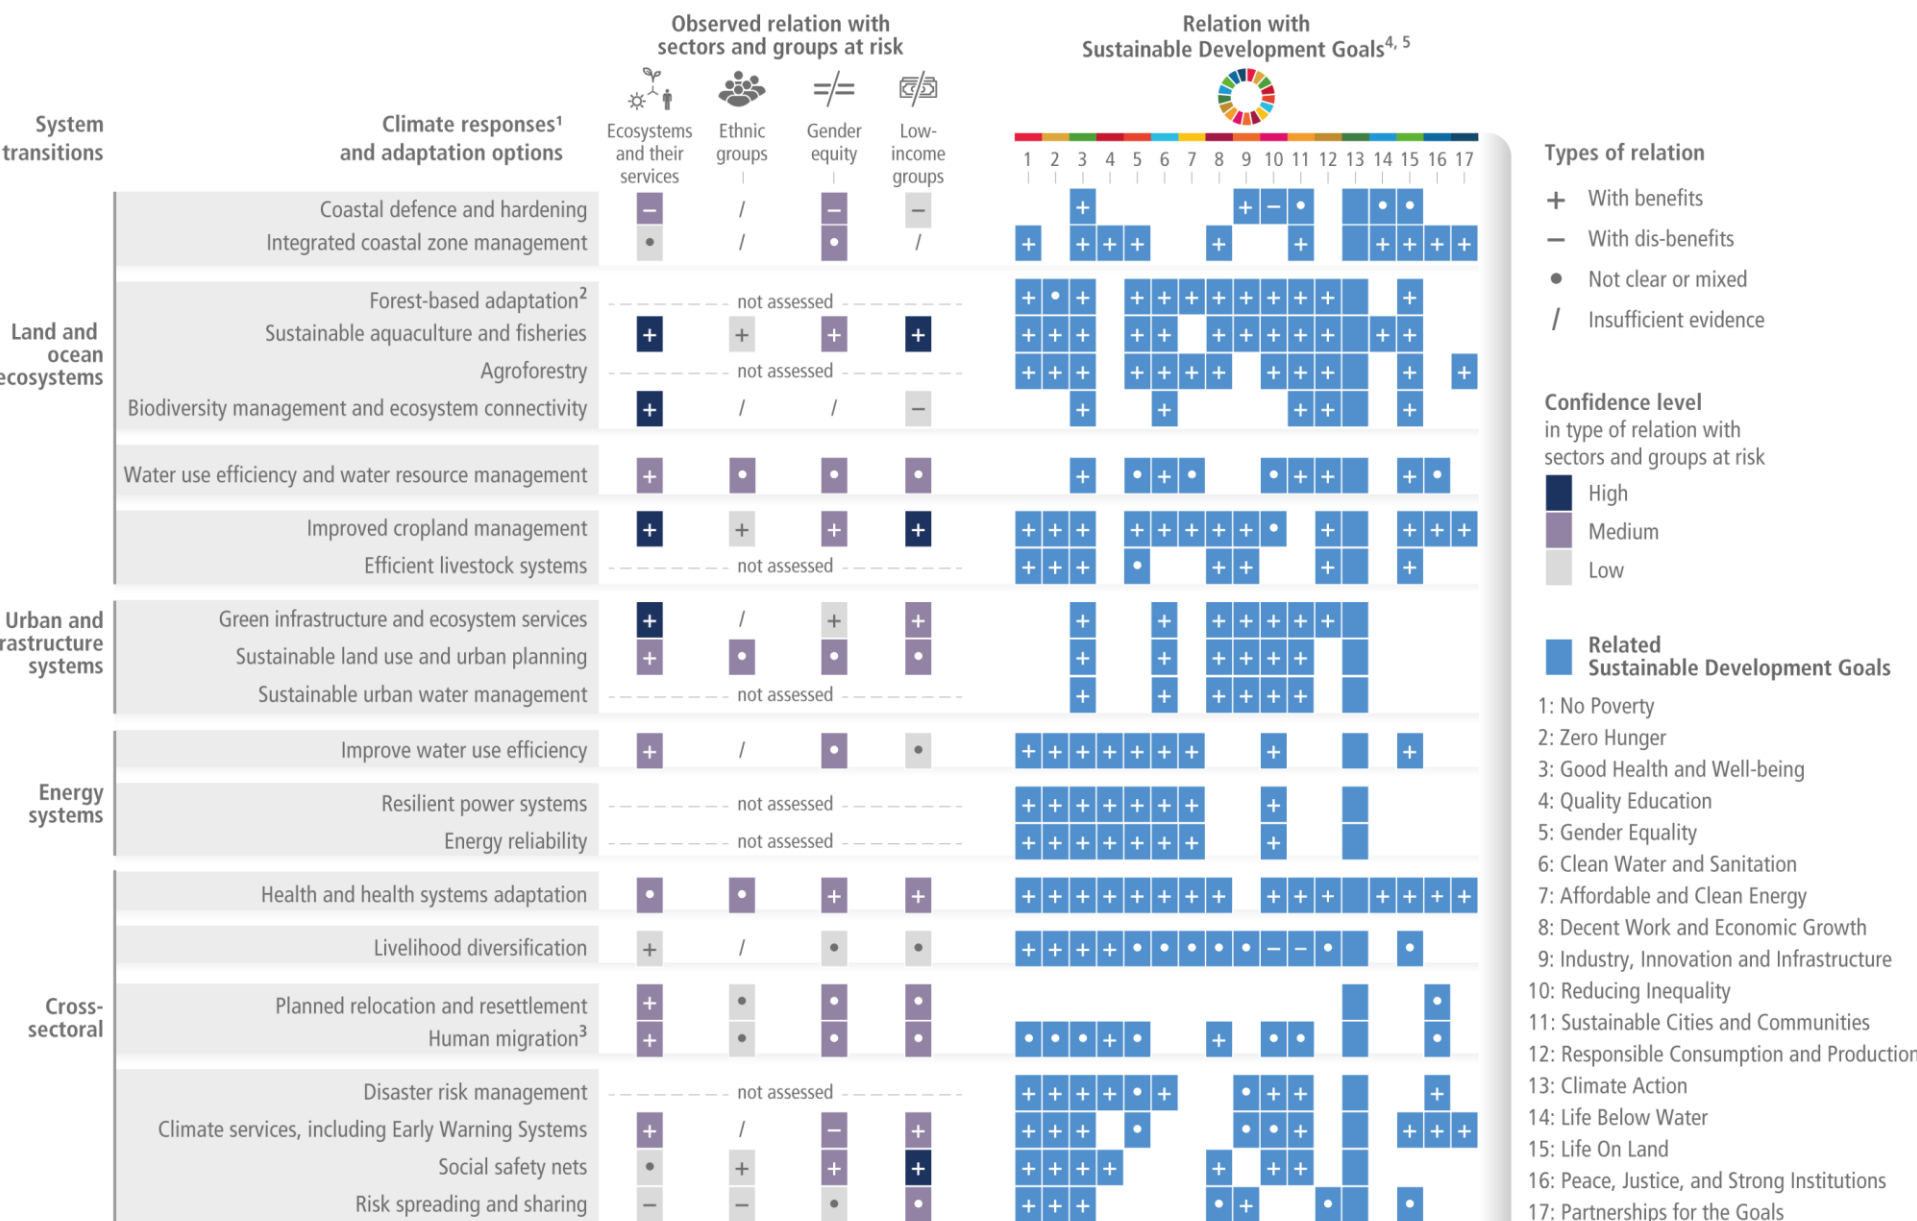 Observed relation with
sectors and groups at risk
Relation with
Sustainable Development Goals4, 5
System
transitions
Climate responses¹
and adaptation options
Ecosystems
and their
services
Ethnic
groups
Gender
equity
Low-
income
groups
1 2 3 4 5 6 7 8 9 10 11 12 13 14 15 16 17
Land and
ocean
ecosystems
Coastal defence and hardening − / − − + + − • • •
Integrated coastal zone management • / • / + + + + + + + + + +
Forest-based adaptation² not assessed + • + + + + + + + + + +
Sustainable aquaculture and fisheries + + + + + + + + + + + + + + + +
Agroforestry not assessed + + + + + + + + + + + +
Biodiversity management and ecosystem connectivity + / / − + + + + +
Water use efficiency and water resource management + • • • + • + • • + + + •
Improved cropland management + + + + + + + + + + + + • + + + +
Efficient livestock systems not assessed + + + • + + + +
Urban and
rastructure
systems
Green infrastructure and ecosystem services + / + + + + + + + + +
Sustainable land use and urban planning + • • • + + + + + +
Sustainable urban water management not assessed + + + + + +
Energy
systems
Improve water use efficiency + / • • + + + + + + + + +
Resilient power systems not assessed + + + + + + + +
Energy reliability not assessed + + + + + + + +
Cross-
sectoral
Health and health systems adaptation • • + + + + + + + + + + + + + + + + +
Livelihood diversification + / • • + + + + • • • • • − − • •
Planned relocation and resettlement + • • • •
Human migration³ + • • • • • • + • + • • •
Disaster risk management not assessed + + + + • + • + + +
Climate services, including Early Warning Systems + / − + + + + • • • + + + +
Social safety nets • + + + + + + + + + +
Risk spreading and sharing − − • • + + + • + • •
Types of relation
+ With benefits
− With dis-benefits
• Not clear or mixed
/ Insufficient evidence
Confidence level
in type of relation with
sectors and groups at risk
High
Medium
Low
Related
Sustainable Development Goals
1: No Poverty
2: Zero Hunger
3: Good Health and Well-being
4: Quality Education
5: Gender Equality
6: Clean Water and Sanitation
7: Affordable and Clean Energy
8: Decent Work and Economic Growth
9: Industry, Innovation and Infrastructure
10: Reducing Inequality
11: Sustainable Cities and Communities
12: Responsible Consumption and Production
13: Climate Action
14: Life Below Water
15: Life On Land
16: Peace, Justice, and Strong Institutions
17: Partnerships for the Goals